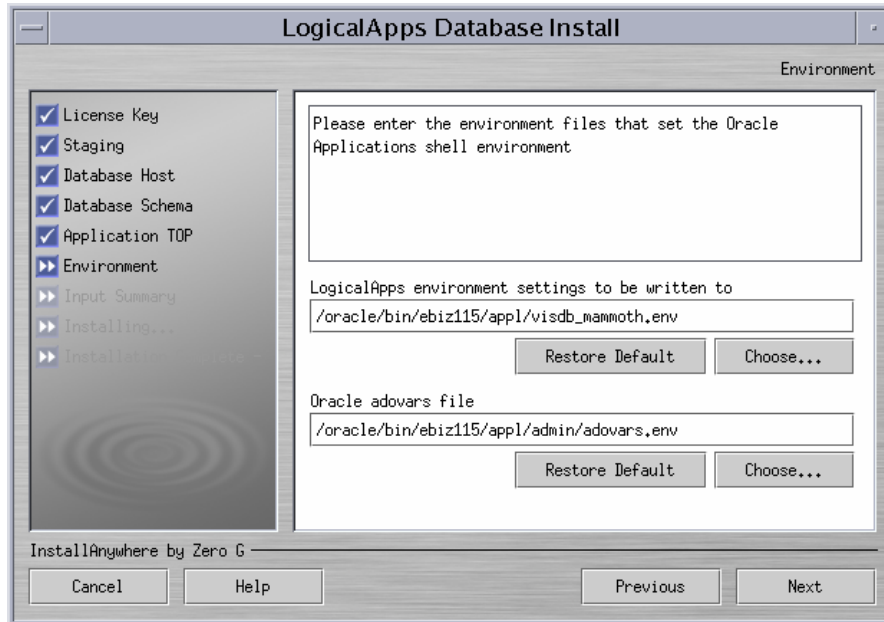 LogicalApps Database Install
Environment
License Key
Staging
Database Host
Database Schema
Application TOP
Environment
Input Summary
Installing...
Installation
Please enter the environment files that set the Oracle
Applications shell environment
LogicalApps environment settings to be written to
/oracle/bin/ebiz115/appl/visdb_mammoth.env
Restore Default
Choose...
Oracle adovars file
/oracle/bin/ebiz115/appl/admin/adovars.env
Restore Default
Choose...
InstallAnywhere by Zero G
Cancel
Help
Previous
Next